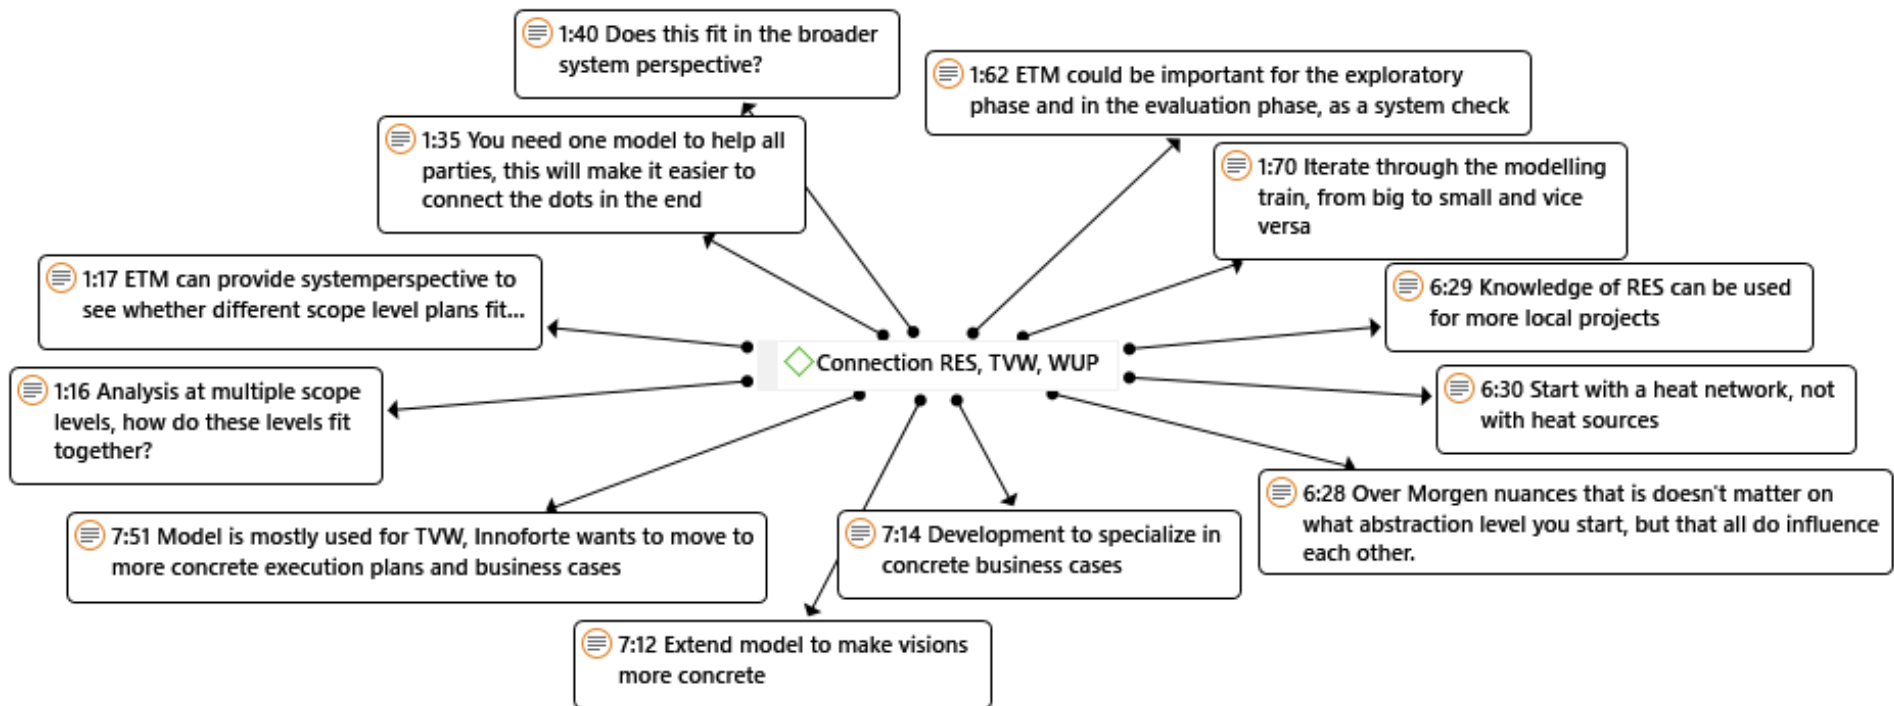 1:40 Does this fit in the broader
system perspective?
1:62 ETM could be important for the exploratory
phase and in the evaluation phase, as a system check
1:35 You need one model to help all
parties, this will make it easier to
connect the dots in the end
1:70 Iterate through the modelling
train, from big to small and vice
versa
1:17 ETM can provide systemperspective to
see whether different scope level plans fit...
6:29 Knowledge of RES can be used
for more local projects
Connection RES, TVW, WUP
1:16 Analysis at multiple scope
levels, how do these levels fit
together?
6:30 Start with a heat network, not
with heat sources
6:28 Over Morgen nuances that is doesn't matter on
what abstraction level you start, but that all do influence
each other.
7:51 Model is mostly used for TVW, Innoforte wants to move to
more concrete execution plans and business cases
7:14 Development to specialize in
concrete business cases
7:12 Extend model to make visions
more concrete